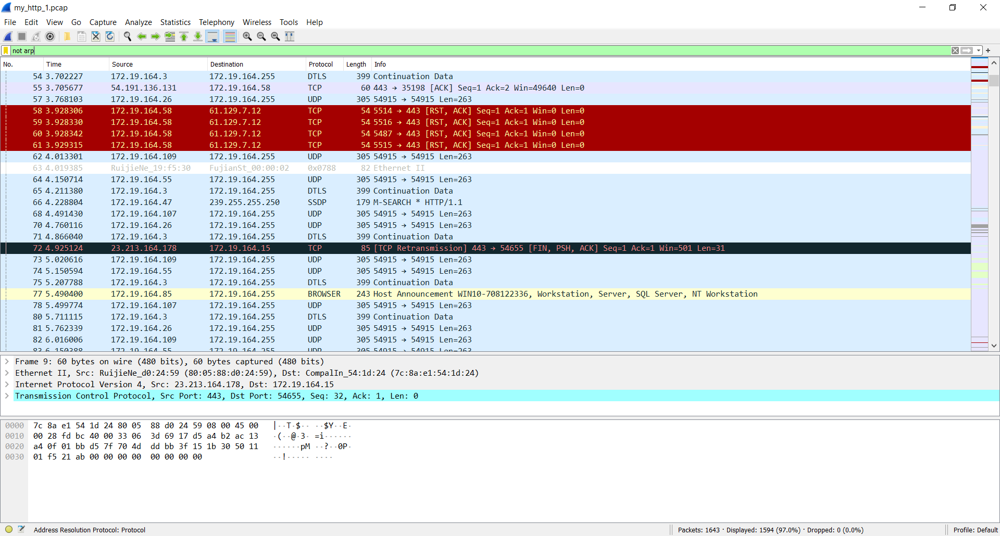 my_http_1.pcap
File Edit View Go Capture Analyze Statistics Telephony Wireless Tools Help
not arp
No. Time Source Destination Protocol Length Info
54 3.702227 172.19.164.3 172.19.164.255 DTLS 399 Continuation Data
55 3.705677 54.191.136.131 172.19.164.58 TCP 60 443 → 35198 [ACK] Seq=1 Ack=2 Win=49640 Len=0
57 3.768103 172.19.164.26 172.19.164.255 UDP 305 54915 → 54915 Len=263
58 3.928306 172.19.164.58 61.129.7.12 TCP 54 5514 → 443 [RST, ACK] Seq=1 Ack=1 Win=0 Len=0
59 3.928330 172.19.164.58 61.129.7.12 TCP 54 5516 → 443 [RST, ACK] Seq=1 Ack=1 Win=0 Len=0
60 3.928342 172.19.164.58 61.129.7.12 TCP 54 5487 → 443 [RST, ACK] Seq=1 Ack=1 Win=0 Len=0
61 3.929315 172.19.164.58 61.129.7.12 TCP 54 5515 → 443 [RST, ACK] Seq=1 Ack=1 Win=0 Len=0
62 4.013301 172.19.164.109 172.19.164.255 UDP 305 54915 → 54915 Len=263
63 4.019385 RuijieNe_19:f5:30 FujianSt_00:00:02 0x0788 82 Ethernet II
64 4.150714 172.19.164.55 172.19.164.255 UDP 305 54915 → 54915 Len=263
65 4.211380 172.19.164.3 172.19.164.255 DTLS 399 Continuation Data
66 4.228804 172.19.164.47 239.255.255.250 SSDP 179 M-SEARCH * HTTP/1.1
68 4.491430 172.19.164.107 172.19.164.255 UDP 305 54915 → 54915 Len=263
70 4.760116 172.19.164.26 172.19.164.255 UDP 305 54915 → 54915 Len=263
71 4.866040 172.19.164.3 172.19.164.255 DTLS 399 Continuation Data
72 4.925124 23.213.164.178 172.19.164.15 TCP 85 [TCP Retransmission] 443 → 54655 [FIN, PSH, ACK] Seq=1 Ack=1 Win=501 Len=31
73 5.020616 172.19.164.109 172.19.164.255 UDP 305 54915 → 54915 Len=263
74 5.150594 172.19.164.55 172.19.164.255 UDP 305 54915 → 54915 Len=263
75 5.207788 172.19.164.3 172.19.164.255 DTLS 399 Continuation Data
77 5.490400 172.19.164.85 172.19.164.255 BROWSER 243 Host Announcement WIN10-708122336, Workstation, Server, SQL Server, NT Workstation
78 5.499774 172.19.164.107 172.19.164.255 UDP 305 54915 → 54915 Len=263
80 5.711115 172.19.164.3 172.19.164.255 DTLS 399 Continuation Data
81 5.762339 172.19.164.26 172.19.164.255 UDP 305 54915 → 54915 Len=263
82 6.016006 172.19.164.109 172.19.164.255 UDP 305 54915 → 54915 Len=263
83 6.150388 172.19.164.55 172.19.164.255 UDP 305 54915 → 54915 Len=263
Frame 9: 60 bytes on wire (480 bits), 60 bytes captured (480 bits)
Ethernet II, Src: RuijieNe_d0:24:59 (80:05:88:d0:24:59), Dst: CompalIn_54:1d:24 (7c:8a:e1:54:1d:24)
Internet Protocol Version 4, Src: 23.213.164.178, Dst: 172.19.164.15
Transmission Control Protocol, Src Port: 443, Dst Port: 54655, Seq: 32, Ack: 1, Len: 0
0000 7c 8a e1 54 1d 24 80 05 88 d0 24 59 08 00 45 00 |··T·$·· ··$Y··E·
0010 00 28 fd bc 40 00 33 06 3d 69 17 d5 a4 b2 ac 13 ·(··@·3· =i······
0020 a4 0f 01 bb d5 7f 70 4d dd bb 3f 15 1b 30 50 11 ······pM ··?··0P·
0030 01 f5 21 ab 00 00 00 00 00 00 00 00 ··!····· ····
Address Resolution Protocol: Protocol
Packets: 1643 · Displayed: 1594 (97.0%) · Dropped: 0 (0.0%)
Profile: Default